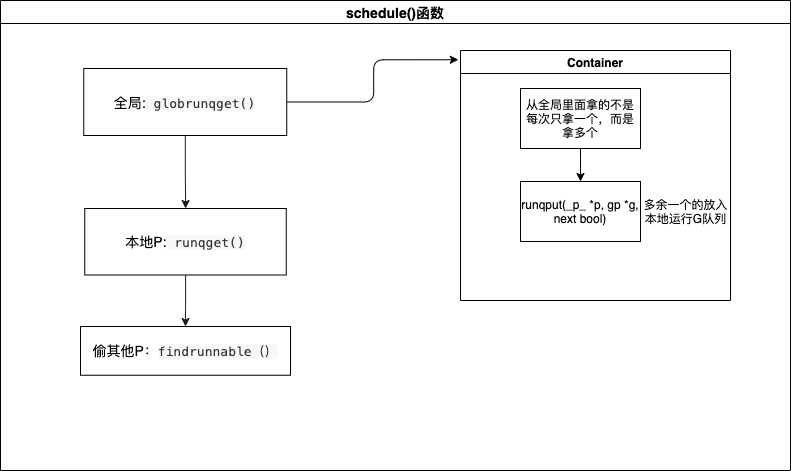 schedule()函数
全局: globrunqget()
Container
从全局里面拿的不是
每次只拿一个，而是
拿多个
runqput(_p_ *p, gp *g,
next bool)
多余一个的放入
本地运行G队列
本地P: runqget()
偷其他P: findrunnable ()